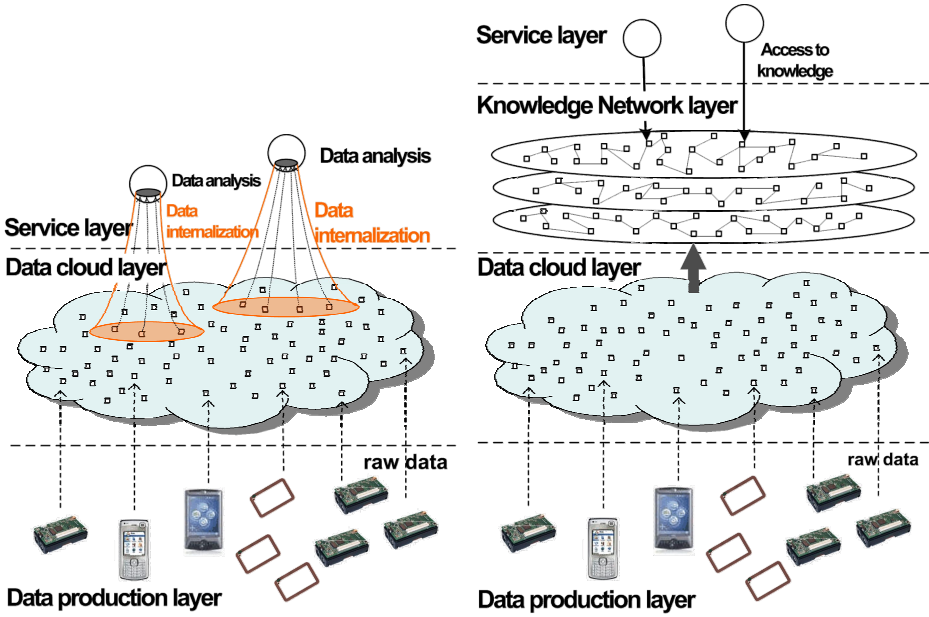 Data analysis
Data analysis
Data
internalization
Data
internalization
Service layer
Data cloud layer
raw data
Data production layer
Service layer
Access to
knowledge
Knowledge Network layer
Data cloud layer
raw data
Data production layer